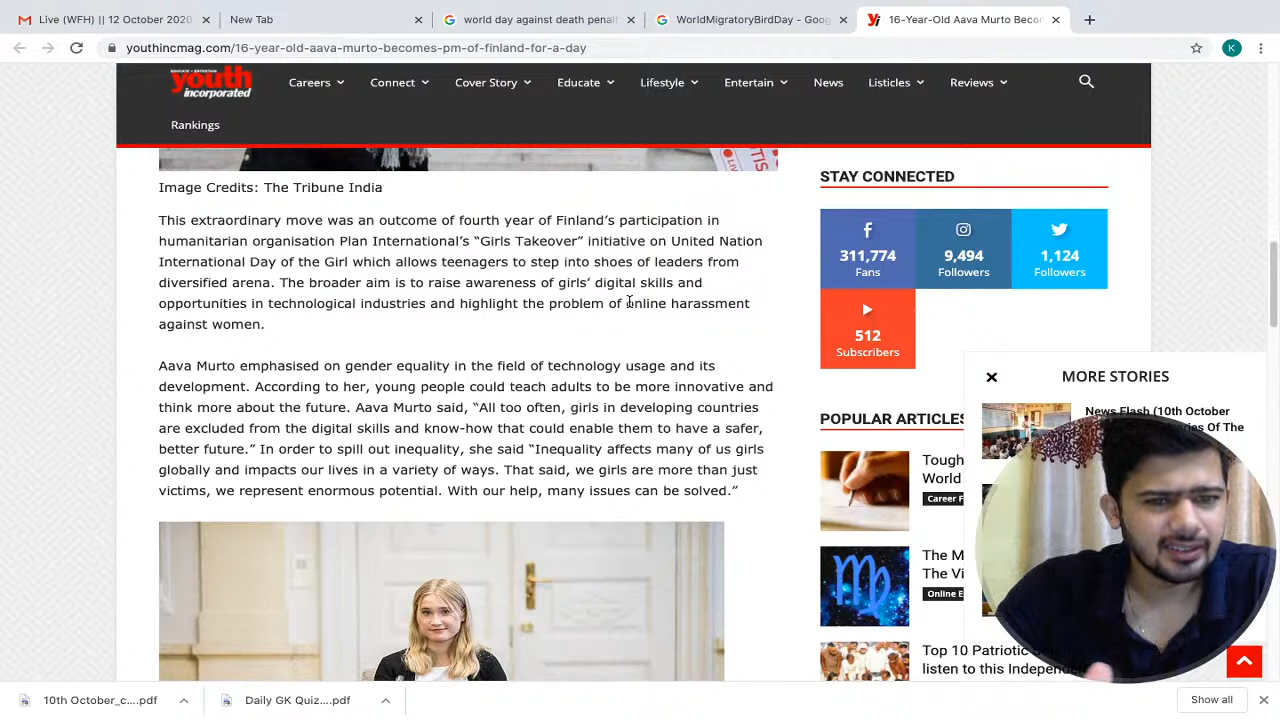 Live (WFH) || 12 October 2020
New Tab
world day against death penal
WorldMigratoryBirdDay - Goog
16-Year-Old Aava Murto Beco
youthincmag.com/16-year-old-aava-murto-becomes-pm-of-finland-for-a-day
K
EDUCATE • ENTERTAIN
youth
incorporated
Careers
Connect
Cover Story
Educate
Lifestyle
Entertain
News
Listicles
Reviews
Rankings
Image Credits: The Tribune India
This extraordinary move was an outcome of fourth year of Finland’s participation in
humanitarian organisation Plan International’s “Girls Takeover” initiative on United Nation
International Day of the Girl which allows teenagers to step into shoes of leaders from
diversified arena. The broader aim is to raise awareness of girls’ digital skills and
opportunities in technological industries and highlight the problem of online harassment
against women.
Aava Murto emphasised on gender equality in the field of technology usage and its
development. According to her, young people could teach adults to be more innovative and
think more about the future. Aava Murto said, “All too often, girls in developing countries
are excluded from the digital skills and know-how that could enable them to have a safer,
better future.” In order to spill out inequality, she said “Inequality affects many of us girls
globally and impacts our lives in a variety of ways. That said, we girls are more than just
victims, we represent enormous potential. With our help, many issues can be solved.”
STAY CONNECTED
311,774
Fans
9,494
Followers
1,124
Followers
512
Subscribers
POPULAR ARTICLES
Tough
World
Career F
The M
The Vi
Online E
Top 10 Patriotic
listen to this Independe
MORE STORIES
News Flash (10th October
Of The
10th October_c....pdf
Daily GK Quiz....pdf
Show all